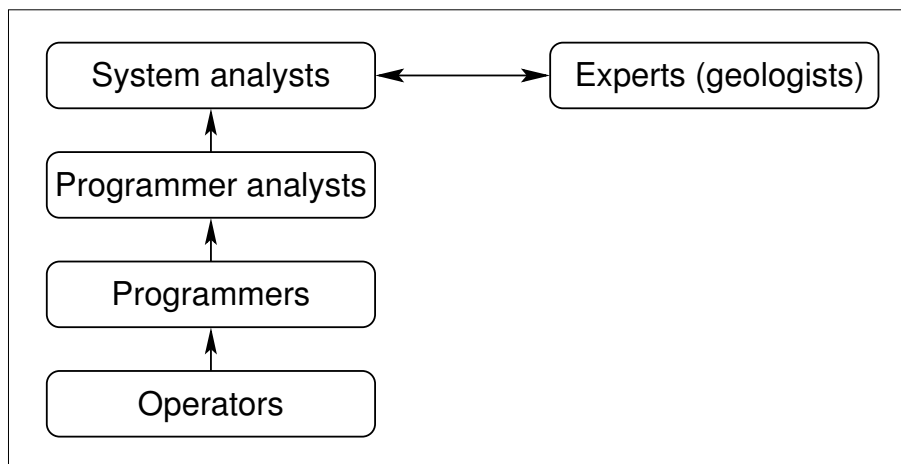 System analysts
Experts (geologists)
Programmer analysts
Programmers
Operators